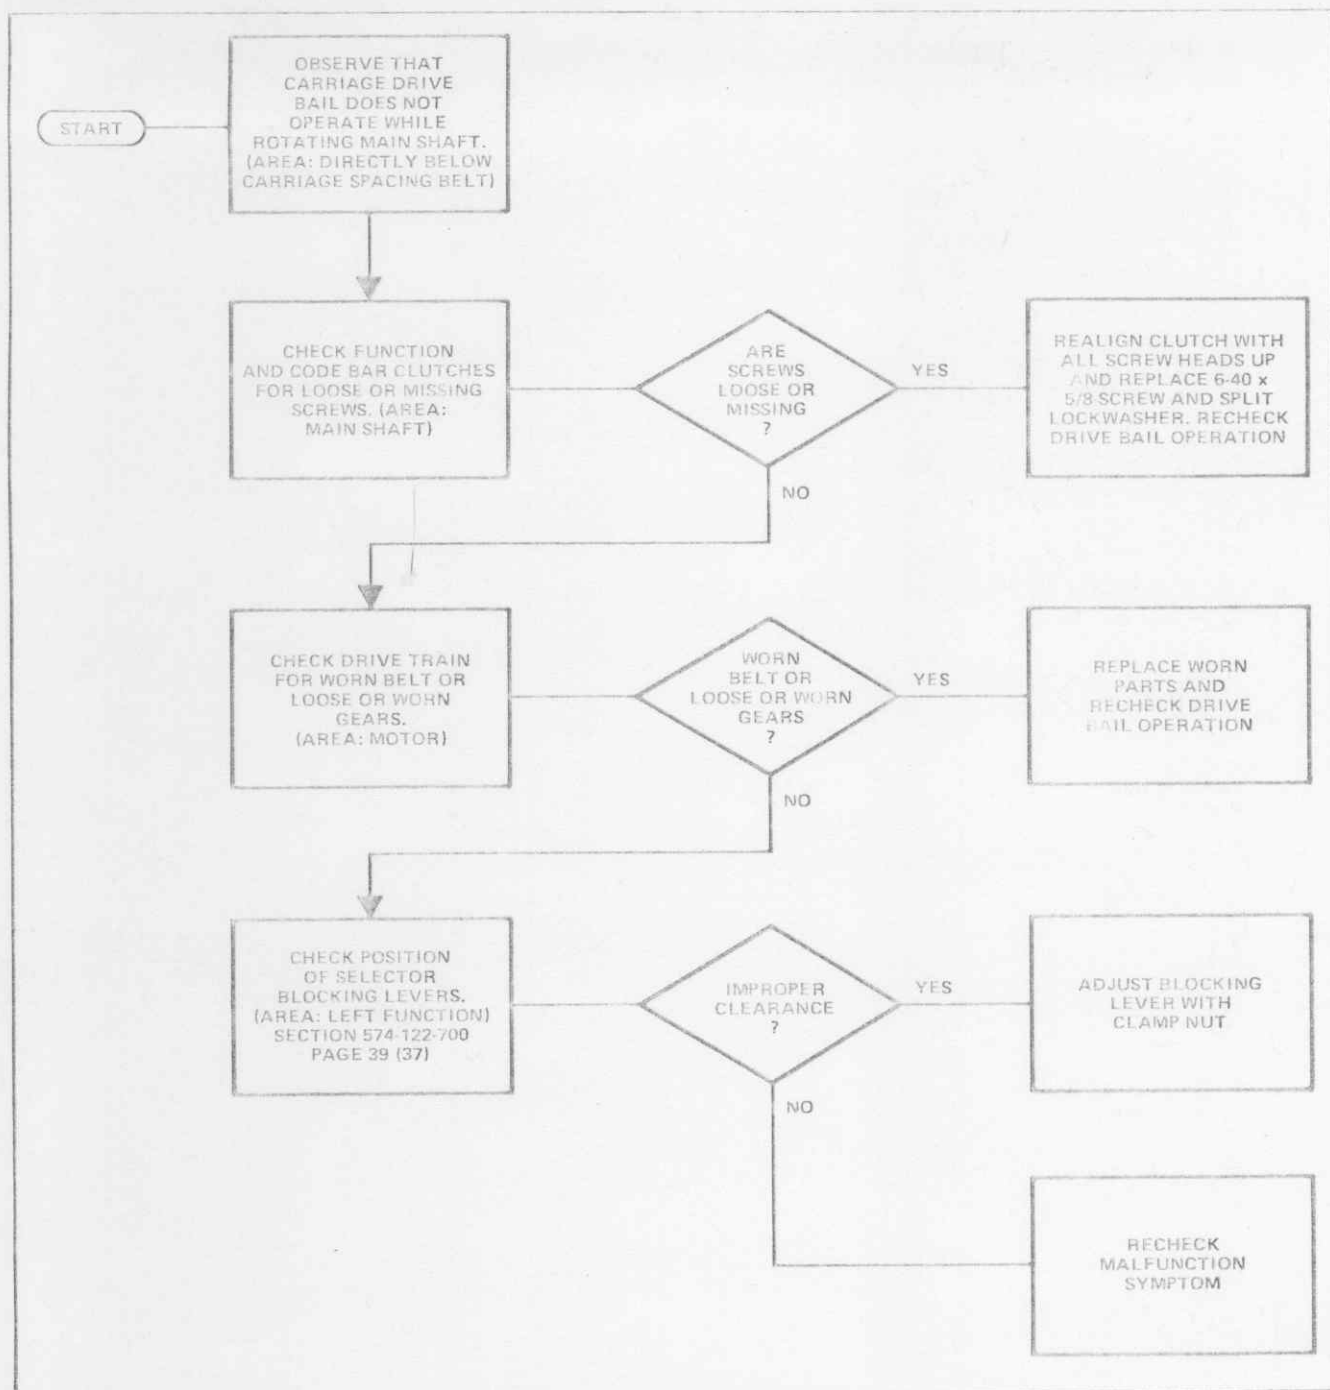 START
OBSERVE THAT
CARRIAGE DRIVE
BAIL DOES NOT
OPERATE WHILE
ROTATING MAIN SHAFT.
(AREA: DIRECTLY BELOW
CARRIAGE SPACING BELT)
CHECK FUNCTION
AND CODE BAR CLUTCHES
FOR LOOSE OR MISSING
SCREWS. (AREA:
MAIN SHAFT)
ARE
SCREWS
LOOSE OR
MISSING
?
YES
REALIGN CLUTCH WITH
ALL SCREW HEADS UP
AND REPLACE 6-40 x
5/8 SCREW AND SPLIT
LOCKWASHER. RECHECK
DRIVE BAIL OPERATION
NO
CHECK DRIVE TRAIN
FOR WORN BELT OR
LOOSE OR WORN
GEARS.
(AREA: MOTOR)
WORN
BELT OR
LOOSE OR WORN
GEARS
?
YES
REPLACE WORN
PARTS AND
RECHECK DRIVE
BAIL OPERATION
NO
CHECK POSITION
OF SELECTOR
BLOCKING LEVERS.
(AREA: LEFT FUNCTION)
SECTION 574-122-700
PAGE 39 (37)
IMPROPER
CLEARANCE
?
YES
ADJUST BLOCKING
LEVER WITH
CLAMP NUT
NO
RECHECK
MALFUNCTION
SYMPTOM